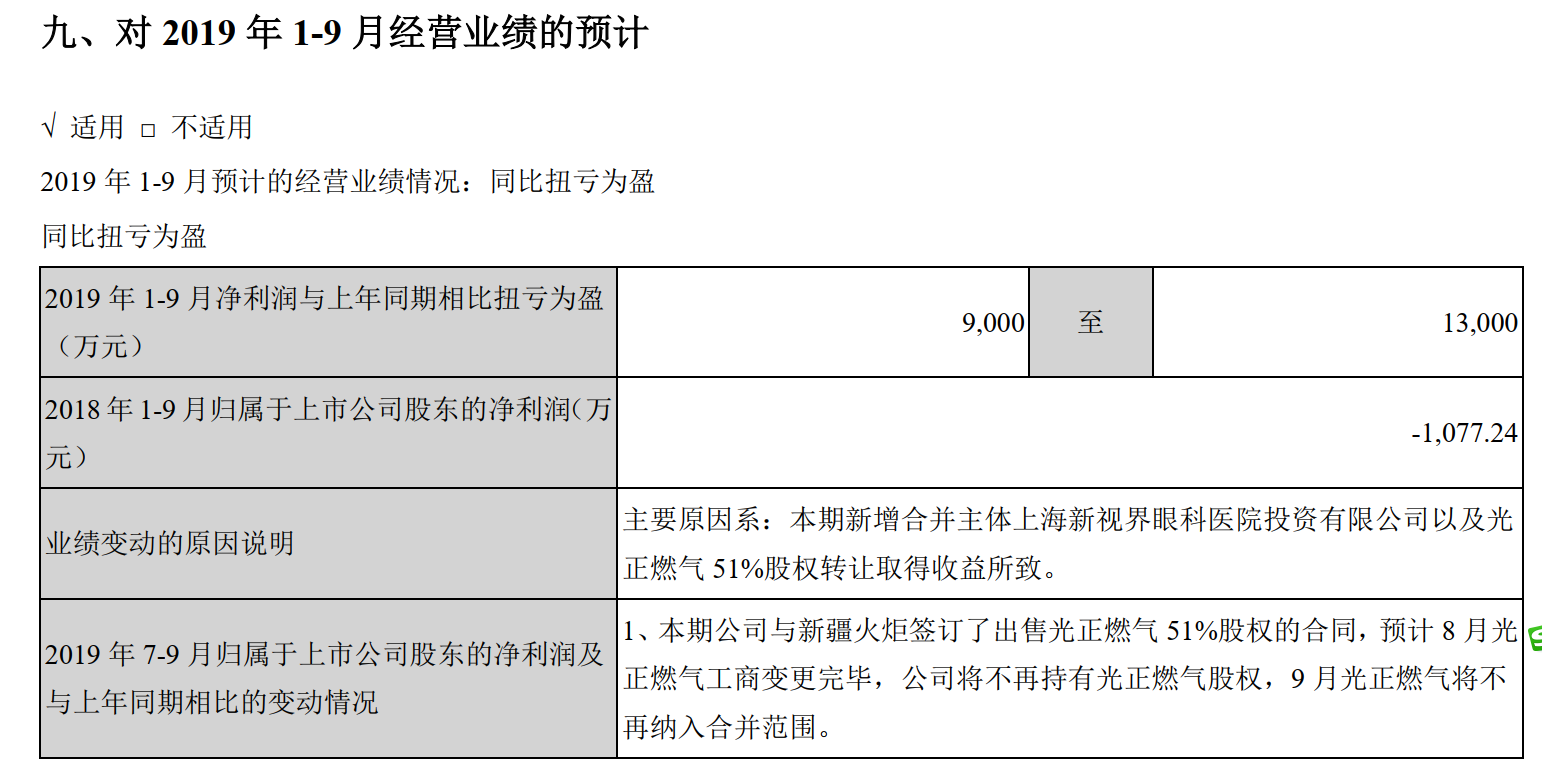 九、对 2019 年 1-9 月经营业绩的预计
√ 适用 □ 不适用
2019 年 1-9 月预计的经营业绩情况：同比扭亏为盈
同比扭亏为盈
2019 年 1-9 月净利润与上年同期相比扭亏为盈
（万元）
9,000
至
13,000
2018 年 1-9 月归属于上市公司股东的净利润（万
元）
-1,077.24
业绩变动的原因说明
主要原因系：本期新增合并主体上海新视界眼科医院投资有限公司以及光
正燃气 51%股权转让取得收益所致。
2019 年 7-9 月归属于上市公司股东的净利润及
与上年同期相比的变动情况
1、本期公司与新疆火炬签订了出售光正燃气 51%股权的合同，预计 8 月光
正燃气工商变更完毕，公司将不再持有光正燃气股权，9 月光正燃气将不
再纳入合并范围。